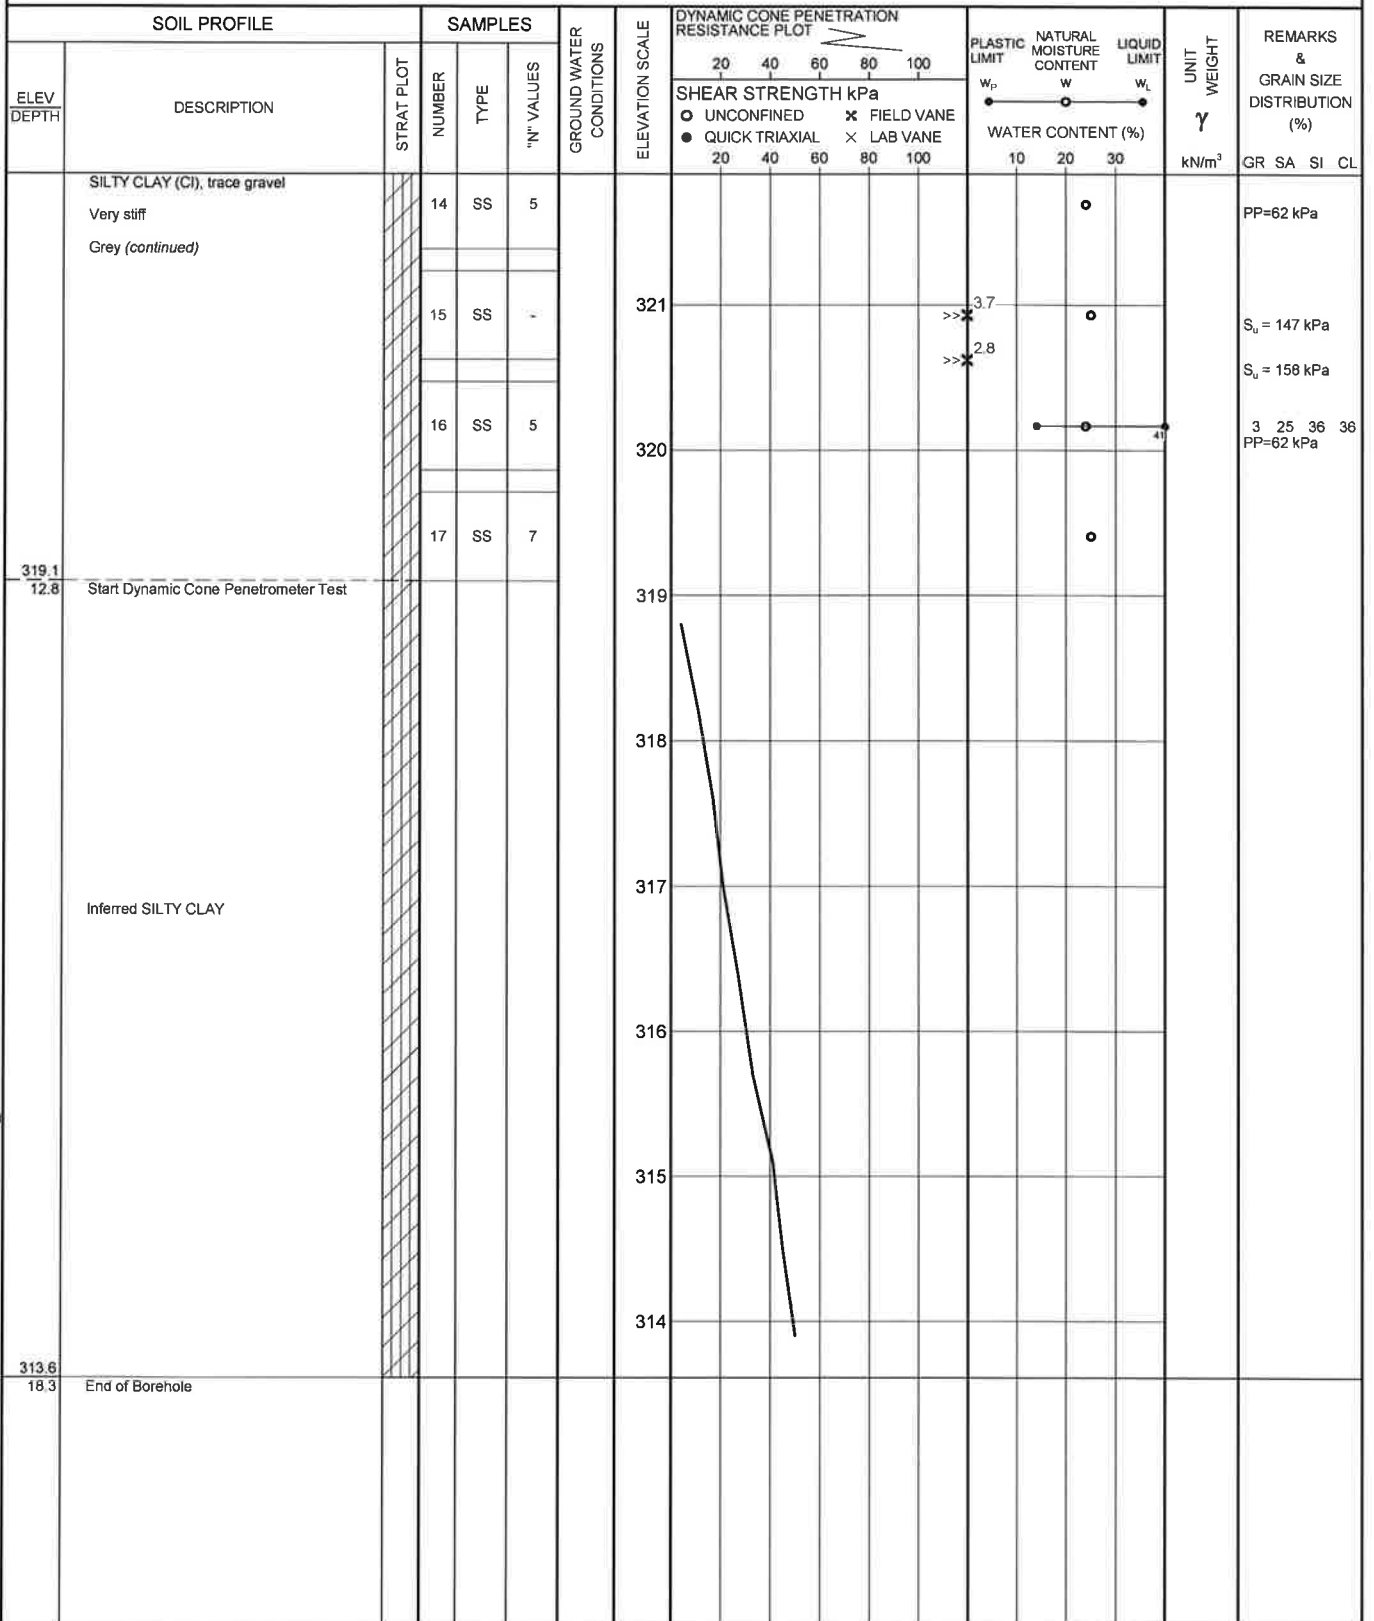 SOIL PROFILE
SAMPLES
GROUND WATER
CONDITIONS
ELEVATION SCALE
DYNAMIC CONE PENETRATION
RESISTANCE PLOT
20 40 60 80 100
PLASTIC
LIMIT
NATURAL
MOISTURE
CONTENT
LIQUID
LIMIT
UNIT
WEIGHT
REMARKS
&
GRAIN SIZE
DISTRIBUTION
(%)
ELEV
DEPTH
DESCRIPTION
STRAT PLOT
NUMBER
TYPE
"N" VALUES
SHEAR STRENGTH kPa
UNCONFINED
FIELD VANE
QUICK TRIAXIAL
LAB VANE
20 40 60 80 100
WP W WL
WATER CONTENT (%)
10 20 30
γ
kN/m³
GR SA SI CL
SILTY CLAY (CI), trace gravel
Very stiff
Grey (continued)
14 SS 5
PP=62 kPa
321
3.7
15 SS -
>>
Su = 147 kPa
2.8
>>
Su = 158 kPa
16 SS 5
41
3 25 36 36
PP=62 kPa
320
17 SS 7
319.1
12.8
Start Dynamic Cone Penetrometer Test
319
318
317
Inferred SILTY CLAY
316
315
314
313.6
18.3
End of Borehole